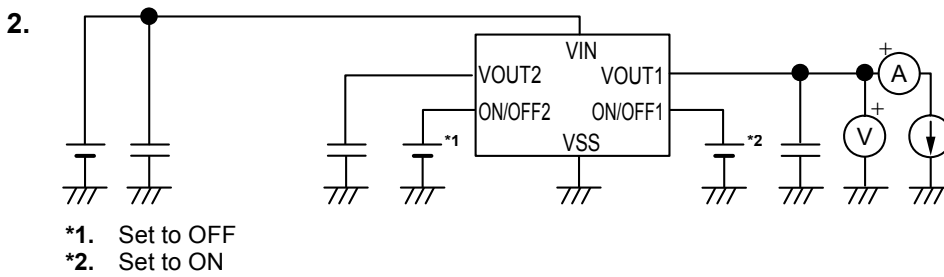 2.
VIN
VOUT2 VOUT1
ON/OFF2 ON/OFF1
*1 *2
VSS
+
A
+
V
*1. Set to OFF
*2. Set to ON